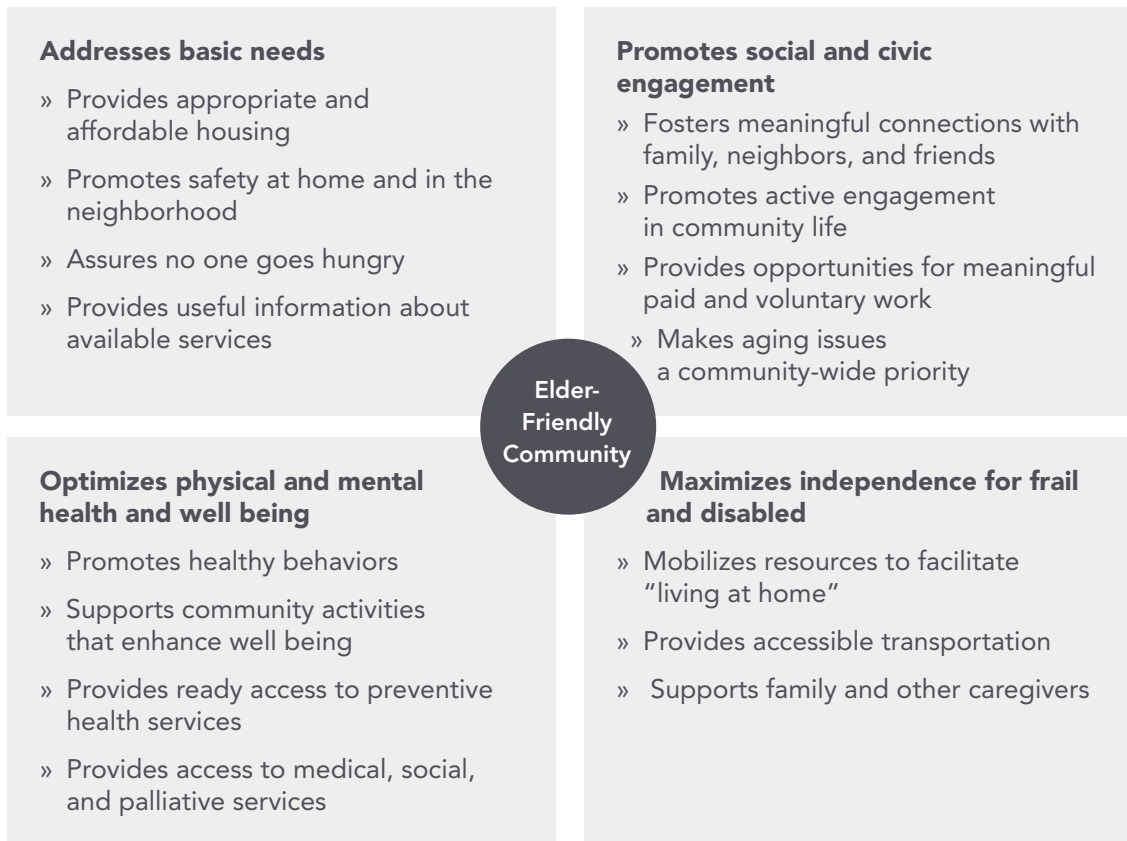 Addresses basic needs
» Provides appropriate and
affordable housing
» Promotes safety at home and in the
neighborhood
» Assures no one goes hungry
» Provides useful information about
available services
Promotes social and civic
engagement
» Fosters meaningful connections with
family, neighbors, and friends
» Promotes active engagement
in community life
» Provides opportunities for meaningful
paid and voluntary work
» Makes aging issues
a community-wide priority
Elder-
Friendly
Community
Optimizes physical and mental
health and well being
» Promotes healthy behaviors
» Supports community activities
that enhance well being
» Provides ready access to preventive
health services
» Provides access to medical, social,
and palliative services
Maximizes independence for frail
and disabled
» Mobilizes resources to facilitate
“living at home”
» Provides accessible transportation
» Supports family and other caregivers